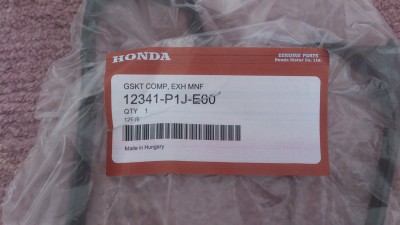 HONDA
GENUINE PARTS
Honda Motor Co., Ltd.
GSKT COMP, EXH MNF
12341-P1J-E00
QTY 1
Made in Hungary